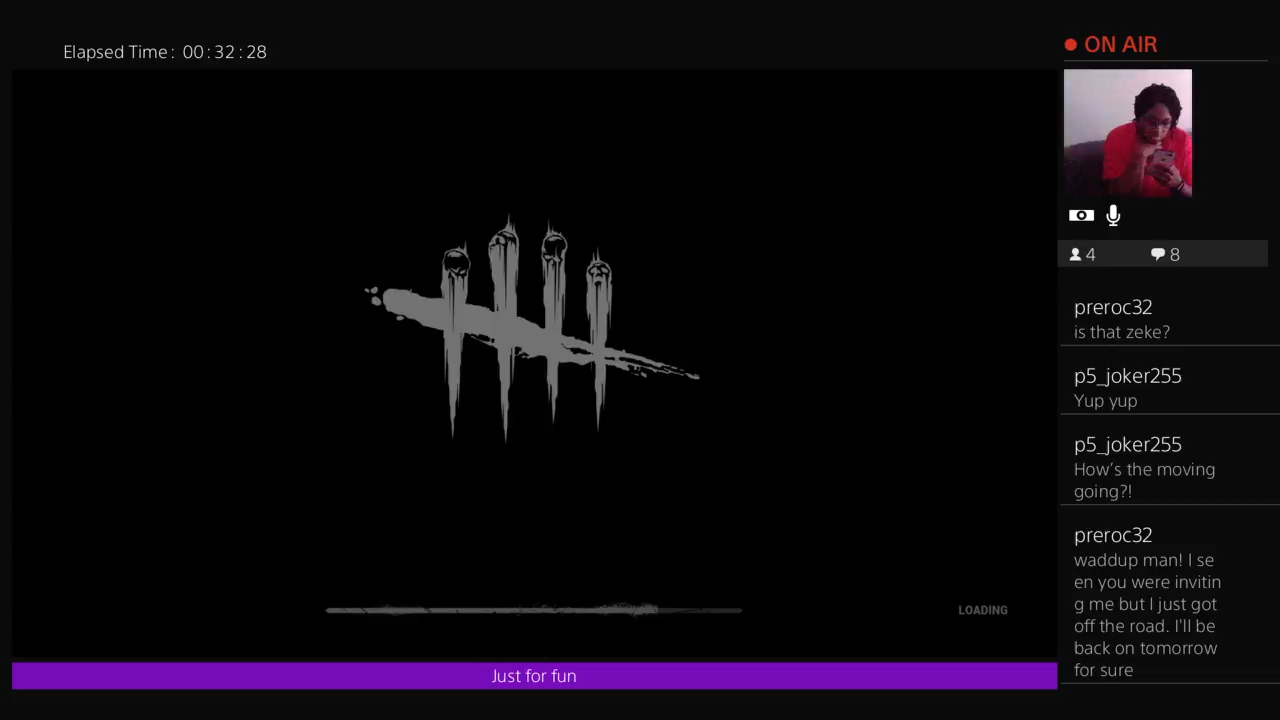 Elapsed Time: 00:32:28
ON AIR
4
8
preroc32
is that zeke?
p5_joker255
Yup yup
p5_joker255
How's the moving
going?!
preroc32
waddup man! I se
en you were invitin
g me but I just got
off the road. I'll be
back on tomorrow
for sure
LOADING
Just for fun